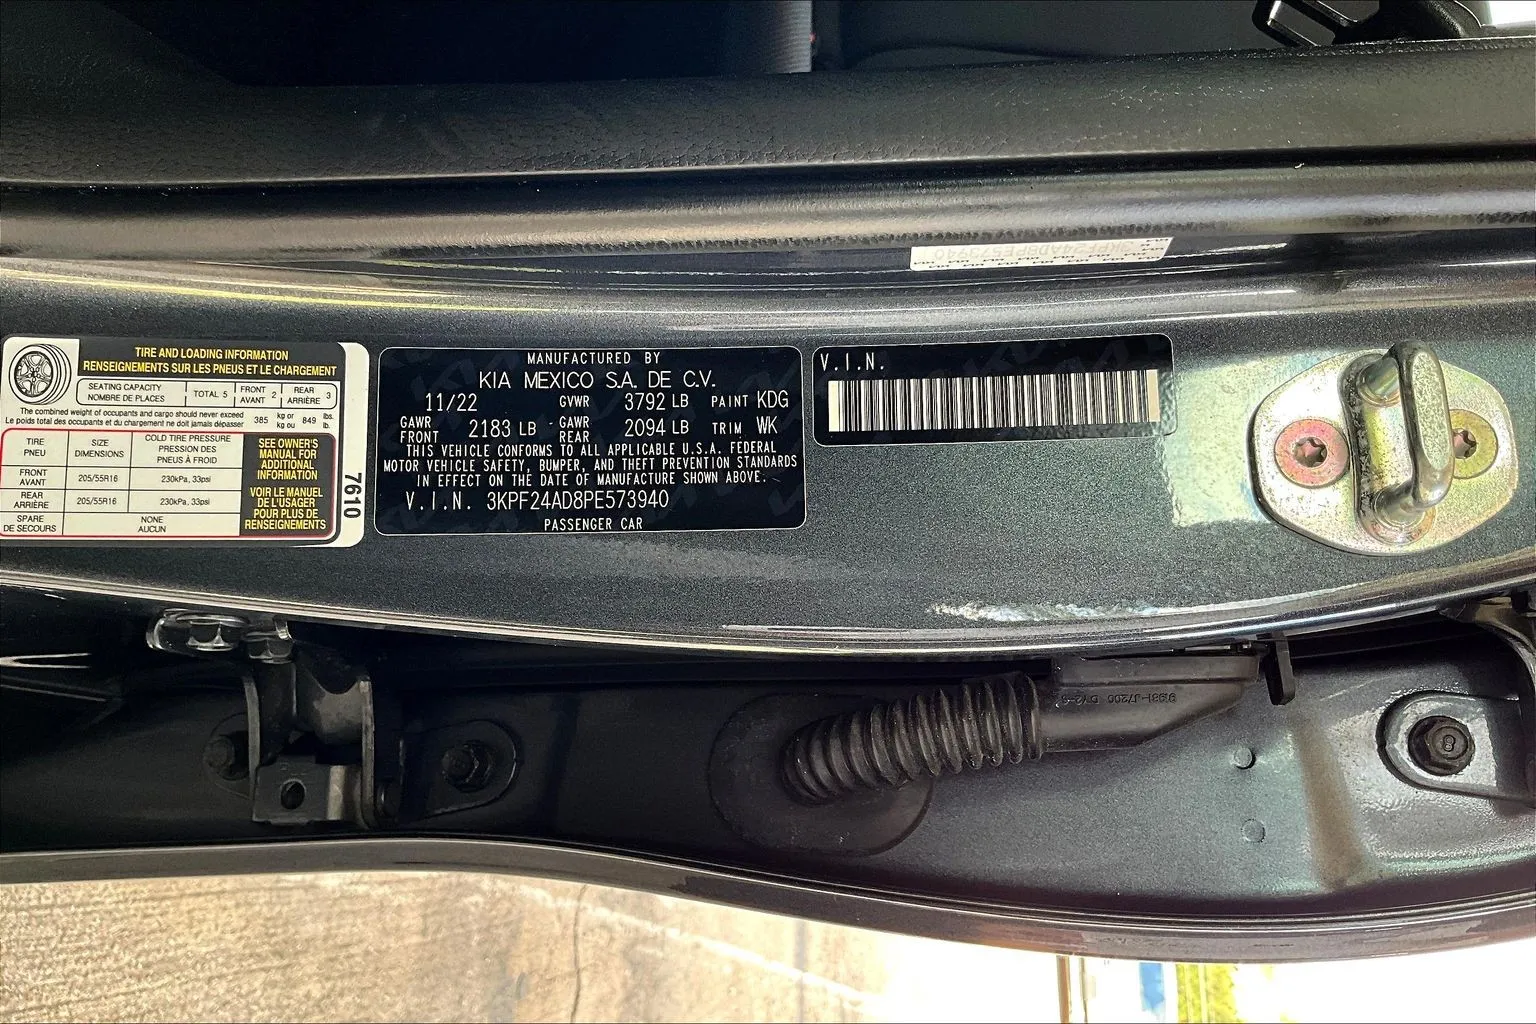 TIRE AND LOADING INFORMATION
RENSEIGNEMENTS SUR LES PNEUS ET LE CHARGEMENT
SEATING CAPACITY
NOMBRE DE PLACES
TOTAL 5
FRONT
AVANT 2
REAR
ARRIÈRE 3
The combined weight of occupants and cargo should never exceed
Le poids total des occupants et du chargement ne doit jamais dépasser
385 kg or
kg ou 849 lbs.
lb.
TIRE
PNEU
SIZE
DIMENSIONS
COLD TIRE PRESSURE
PRESSION DES
PNEUS À FROID
FRONT
AVANT
205/55R16
230kPa, 33psi
REAR
ARRIÈRE
205/55R16
230kPa, 33psi
SPARE
DE SECOURS
NONE
AUCUN
SEE OWNER'S
MANUAL FOR
ADDITIONAL
INFORMATION
VOIR LE MANUEL
DE L'USAGER
POUR PLUS DE
RENSEIGNEMENTS
7610
MANUFACTURED BY
KIA MEXICO S.A. DE C.V.
11/22 GVWR 3792 LB PAINT KDG
GAWR
FRONT 2183 LB - GAWR
REAR 2094 LB TRIM WK
THIS VEHICLE CONFORMS TO ALL APPLICABLE U.S.A. FEDERAL
MOTOR VEHICLE SAFETY, BUMPER, AND THEFT PREVENTION STANDARDS
IN EFFECT ON THE DATE OF MANUFACTURE SHOWN ABOVE.
V.I.N. 3KPF24AD8PE573940
PASSENGER CAR
V.I.N.
8